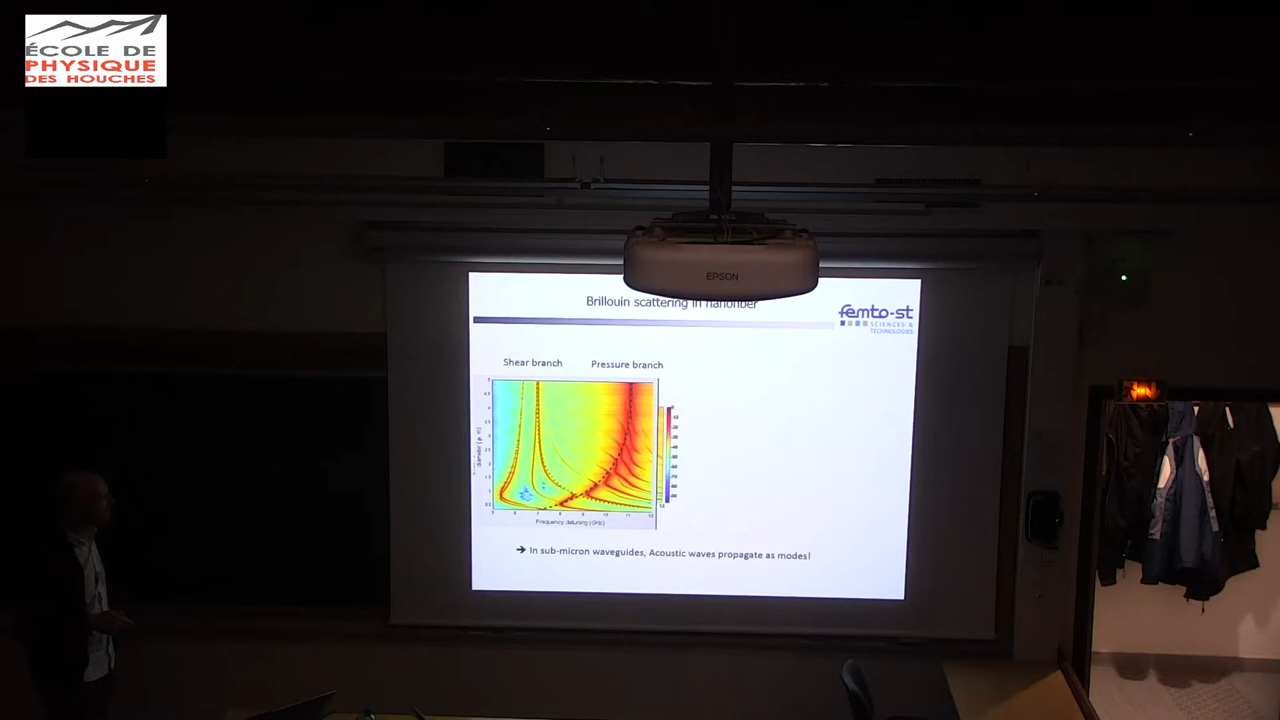 ÉCOLE DE
PHYSIQUE
DES HOUCHES
EPSON
Brillouin scattering in nanofiber
femto-st
SCIENCES &
TECHNOLOGIES
Shear branch
Pressure branch
Frequency detuning (GHz)
➔ In sub-micron waveguides, Acoustic waves propagate as modes!